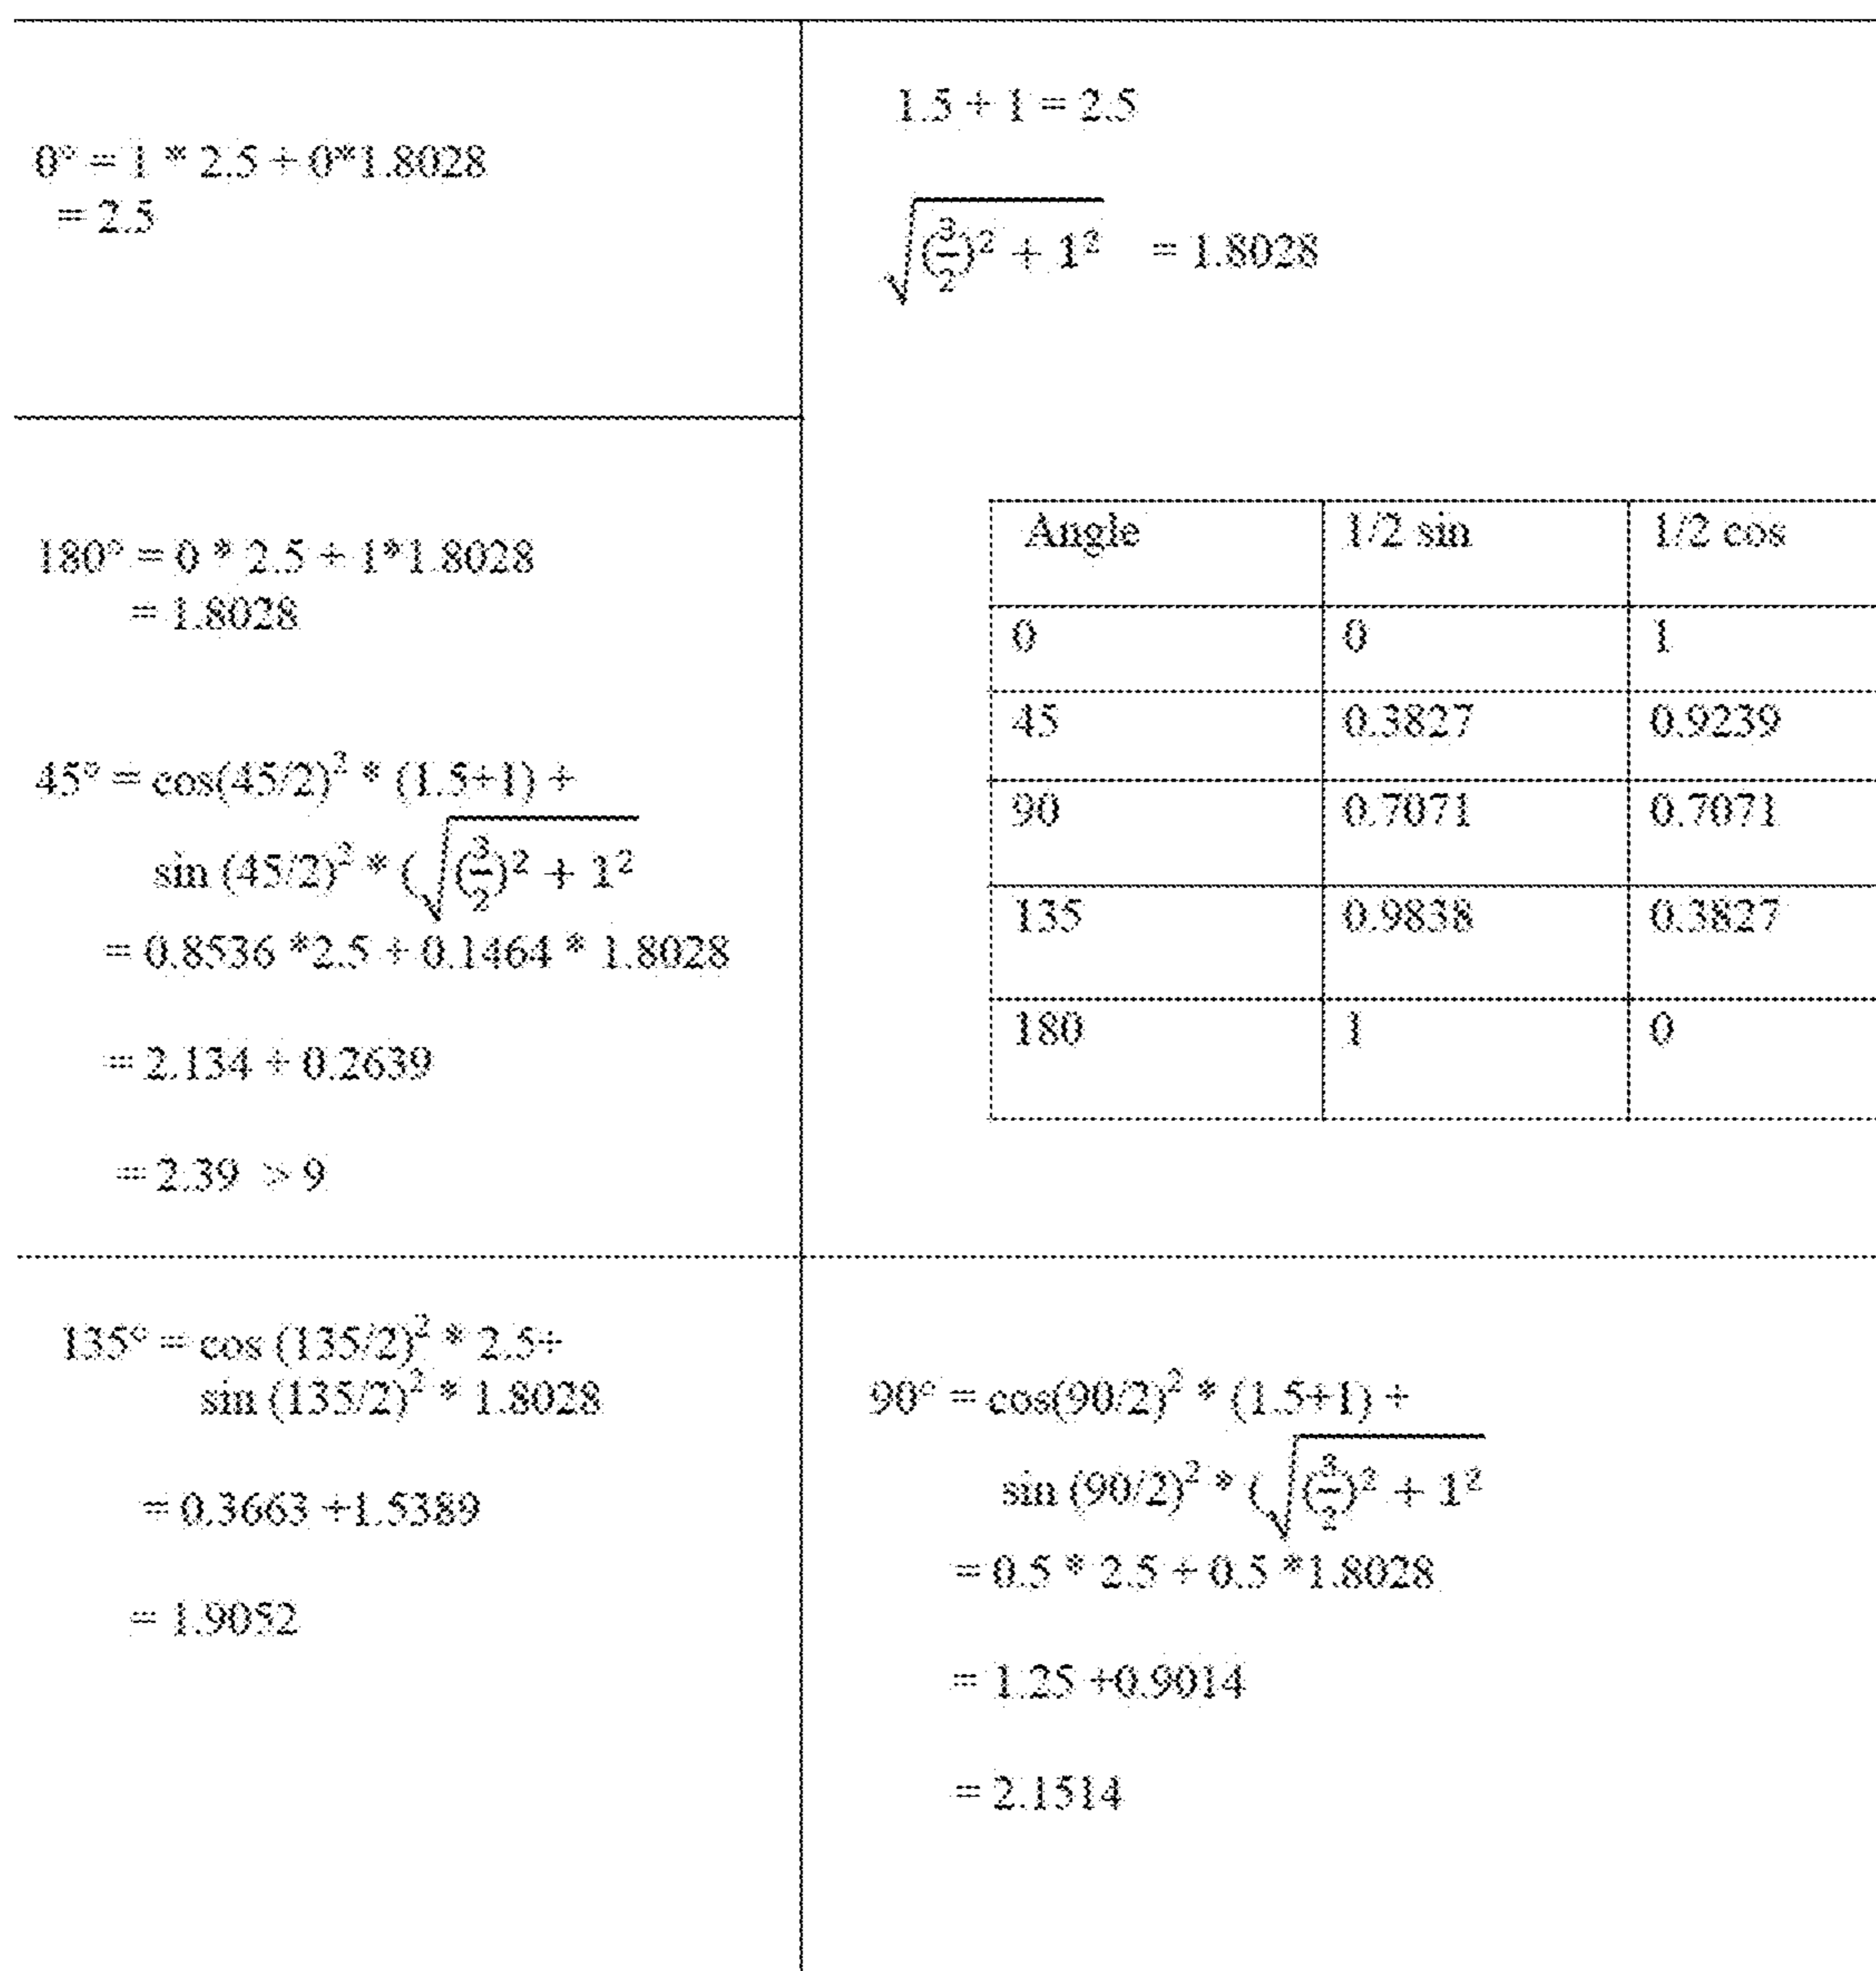 0° = 1 * 2.5 + 0*1.8028
= 2.5
1.5 + 1 = 2.5
√((3/2)² + 1²) = 1.8028
180° = 0 * 2.5 + 1*1.8028
= 1.8028
45° = cos(45/2)² * (1.5+1) +
sin (45/2)² * (√((3/2)² + 1²)
= 0.8536 *2.5 + 0.1464 * 1.8028
= 2.134 + 0.2639
= 2.39 > 9
Angle 1/2 sin 1/2 cos
0 0 1
45 0.3827 0.9239
90 0.7071 0.7071
135 0.9838 0.3827
180 1 0
135° = cos (135/2)² * 2.5+
sin (135/2)² * 1.8028
= 0.3663 +1.5389
= 1.9052
90° = cos(90/2)² * (1.5+1) +
sin (90/2)² * (√((3/2)² + 1²)
= 0.5 * 2.5 + 0.5 *1.8028
= 1.25 +0.9014
= 2.1514